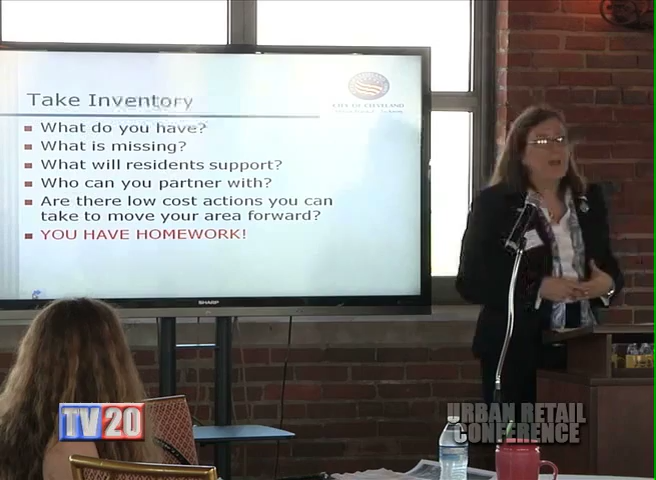 Take Inventory
CITY OF CLEVELAND
What do you have?
What is missing?
What will residents support?
Who can you partner with?
Are there low cost actions you can
take to move your area forward?
YOU HAVE HOMEWORK!
SHARP
TV20
URBAN RETAIL
CONFERENCE